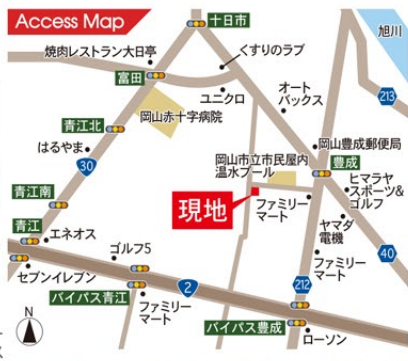 Access Map
十日市
旭川
焼肉レストラン大日亭
くすりのラブ
富田
ユニクロ
オート
バックス
213
岡山赤十字病院
青江北
はるやま
30
岡山豊成郵便局
岡山市立市民屋内
温水プール
豊成
ヒマラヤ
スポーツ&
ゴルフ
青江南
現地
ファミリー
マート
ヤマダ
電機
青江
エネオス
ゴルフ5
ファミリー
マート
40
セブンイレブン
2
212
バイパス青江
ファミリー
マート
バイパス豊成
ローソン
N